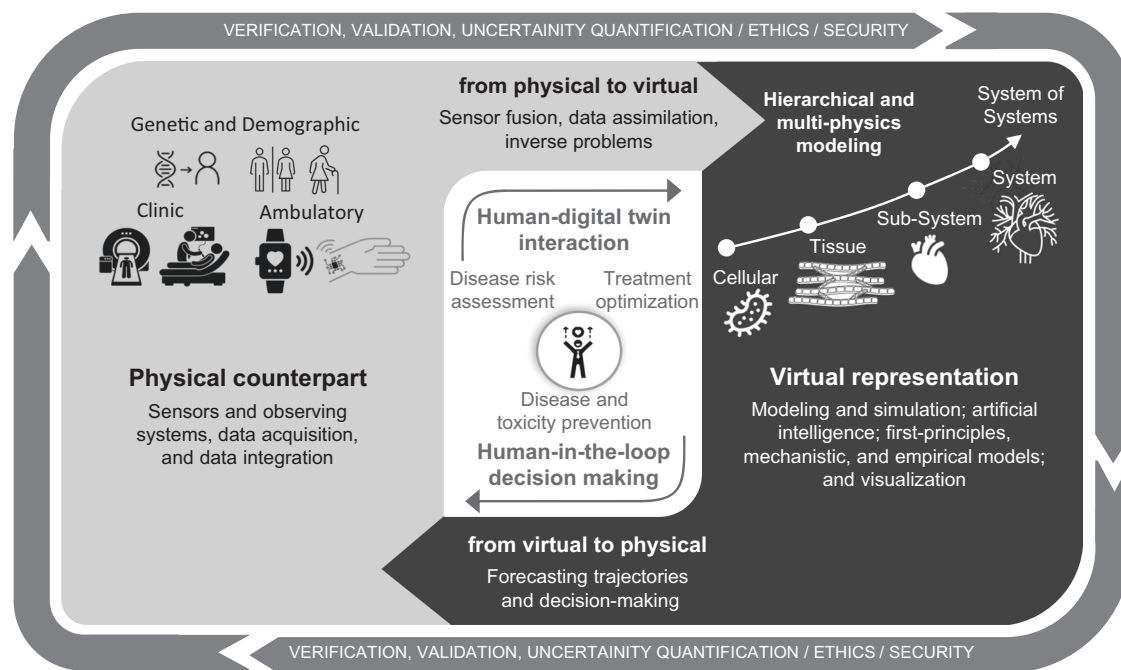 VERIFICATION, VALIDATION, UNCERTAINITY QUANTIFICATION / ETHICS / SECURITY
Genetic and Demographic
Clinic
Ambulatory
Physical counterpart
Sensors and observing
systems, data acquisition,
and data integration
from physical to virtual
Sensor fusion, data assimilation,
inverse problems
Human-digital twin
interaction
Disease risk
assessment
Treatment
optimization
Disease and
toxicity prevention
Human-in-the-loop
decision making
from virtual to physical
Forecasting trajectories
and decision-making
Hierarchical and
multi-physics
modeling
System of
Systems
System
Sub-System
Tissue
Cellular
Virtual representation
Modeling and simulation; artificial
intelligence; first-principles,
mechanistic, and empirical models;
and visualization
VERIFICATION, VALIDATION, UNCERTAINITY QUANTIFICATION / ETHICS / SECURITY